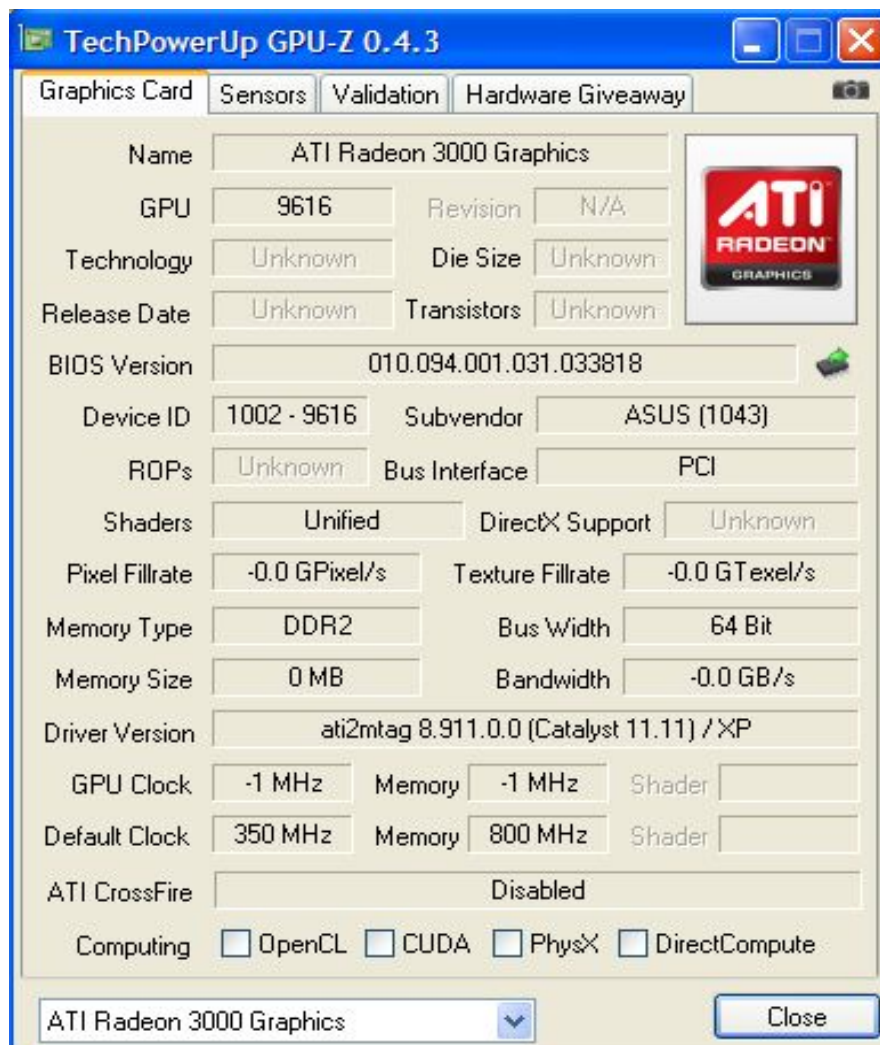 TechPowerUp GPU-Z 0.4.3
Graphics Card Sensors Validation Hardware Giveaway
Name ATI Radeon 3000 Graphics
ATI
RADEON
GRAPHICS
GPU 9616 Revision N/A
Technology Unknown Die Size Unknown
Release Date Unknown Transistors Unknown
BIOS Version 010.094.001.031.033818
Device ID 1002 - 9616 Subvendor ASUS (1043)
ROPs Unknown Bus Interface PCI
Shaders Unified DirectX Support Unknown
Pixel Fillrate -0.0 GPixel/s Texture Fillrate -0.0 GTexel/s
Memory Type DDR2 Bus Width 64 Bit
Memory Size 0 MB Bandwidth -0.0 GB/s
Driver Version ati2mtag 8.911.0.0 (Catalyst 11.11) / XP
GPU Clock -1 MHz Memory -1 MHz Shader
Default Clock 350 MHz Memory 800 MHz Shader
ATI CrossFire Disabled
Computing OpenCL CUDA PhysX DirectCompute
ATI Radeon 3000 Graphics Close